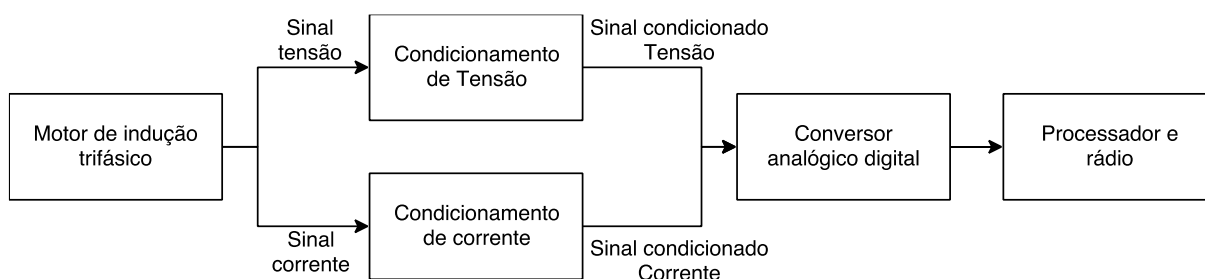 Motor de indução
trifásico
Sinal
tensão
Condicionamento
de Tensão
Sinal condicionado
Tensão
Sinal
corrente
Condicionamento
de corrente
Sinal condicionado
Corrente
Conversor
analógico digital
Processador e
rádio